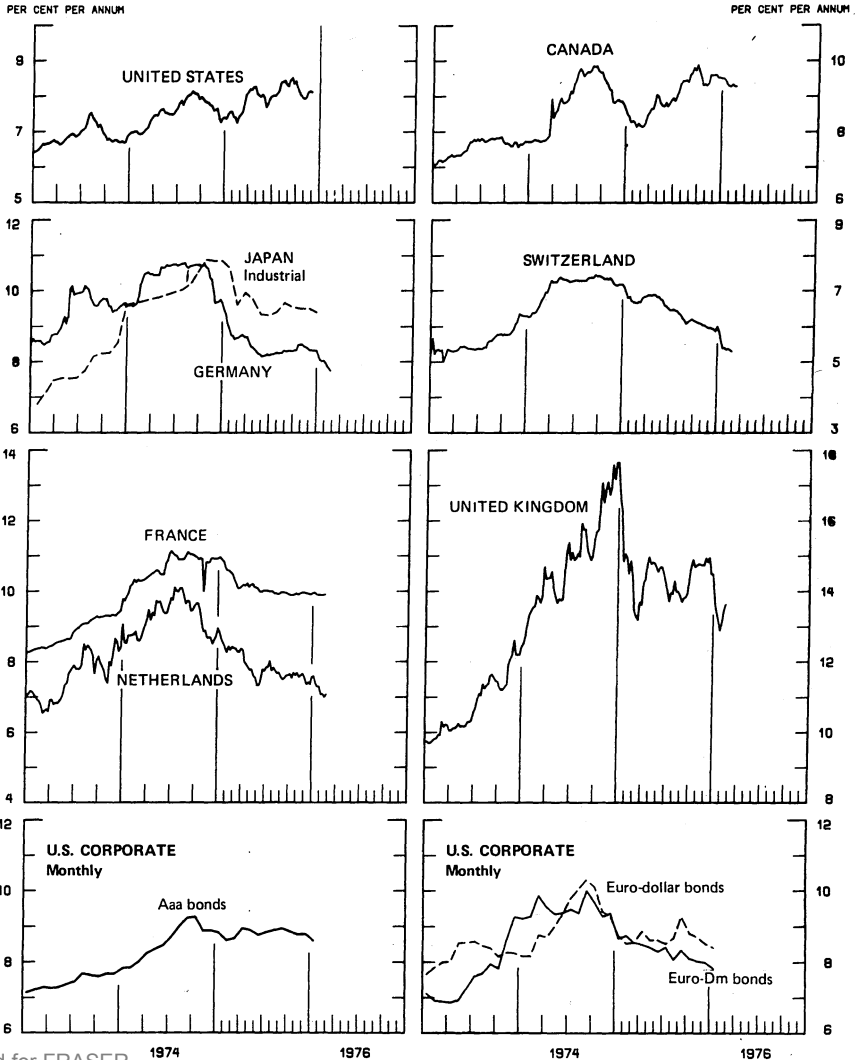 PER CENT PER ANNUM
PER CENT PER ANNUM
UNITED STATES
9
7
5
CANADA
10
8
6
JAPAN
Industrial
GERMANY
12
10
8
6
SWITZERLAND
9
7
5
3
FRANCE
NETHERLANDS
14
12
10
8
6
4
UNITED KINGDOM
18
16
14
12
10
8
U.S. CORPORATE
Monthly
Aaa bonds
12
10
8
6
1974
1976
U.S. CORPORATE
Monthly
Euro-dollar bonds
Euro-Dm bonds
12
10
8
6
1974
1976
d for FRASER